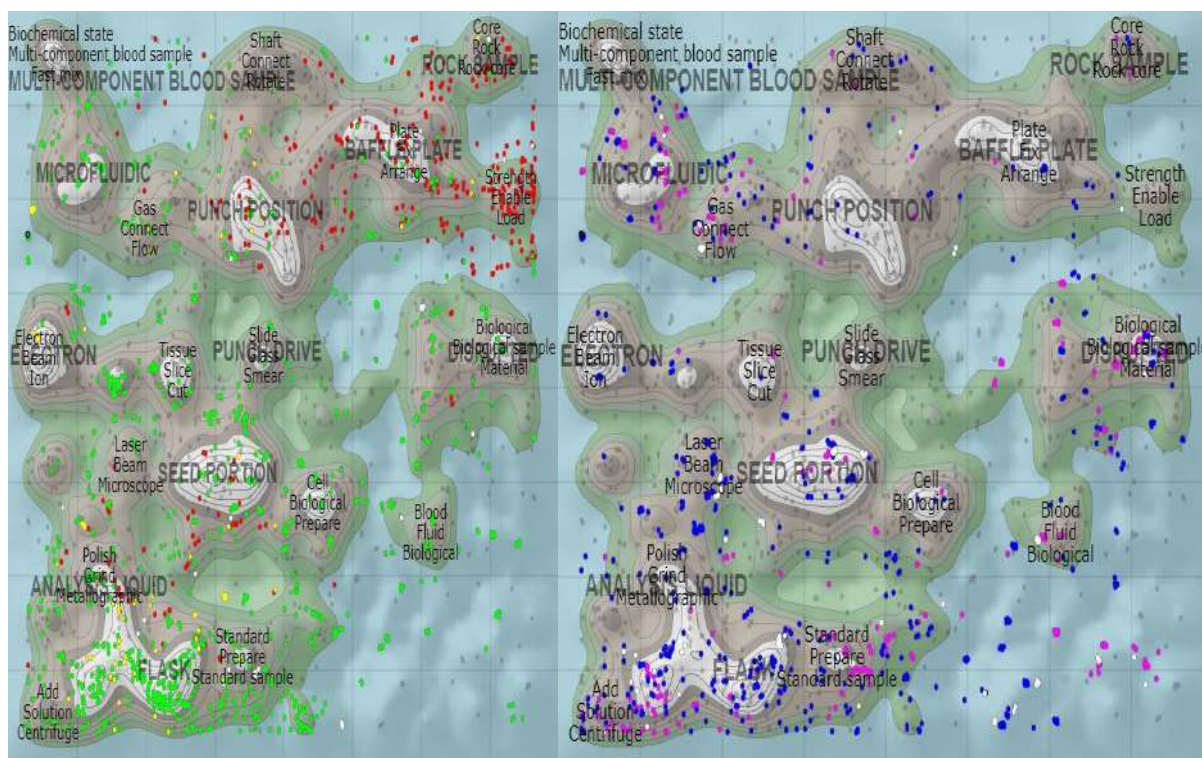 Biochemical state
Multi-component blood sample
Fast mix
MULTI-COMPONENT BLOOD SAMPLE
Shaft
Connect
Rotate
Core
Rock
Rock core
ROCK SAMPLE
Plate
Fix
Arrange
BAFFLE PLATE
MICROFLUIDIC
Strength
Enable
Load
Gas
Connect
Flow
PUNCH POSITION
Electron
Beam
Ion
ELECTRON
Tissue
Slice
Cut
PUNCH DRIVE
Slide
Glass
Smear
Biological
Biological sample
Material
Laser
Beam
Microscope
SEED PORTION
Cell
Biological
Prepare
Blood
Fluid
Biological
Polish
Grind
Metallographic
ANALYSIS LIQUID
Standard
Prepare
Standard sample
FLASK
Add
Solution
Centrifuge
Biochemical state
Multi-component blood sample
Fast mix
MULTI-COMPONENT BLOOD SAMPLE
Shaft
Connect
Rotate
Core
Rock
Rock core
ROCK SAMPLE
Plate
Fix
Arrange
BAFFLE PLATE
MICROFLUIDIC
Strength
Enable
Load
Gas
Connect
Flow
PUNCH POSITION
Electron
Beam
Ion
ELECTRON
Tissue
Slice
Cut
PUNCH DRIVE
Slide
Glass
Smear
Biological
Biological sample
Material
Laser
Beam
Microscope
SEED PORTION
Cell
Biological
Prepare
Blood
Fluid
Biological
Polish
Grind
Metallographic
ANALYSIS LIQUID
Standard
Prepare
Standard sample
FLASK
Add
Solution
Centrifuge